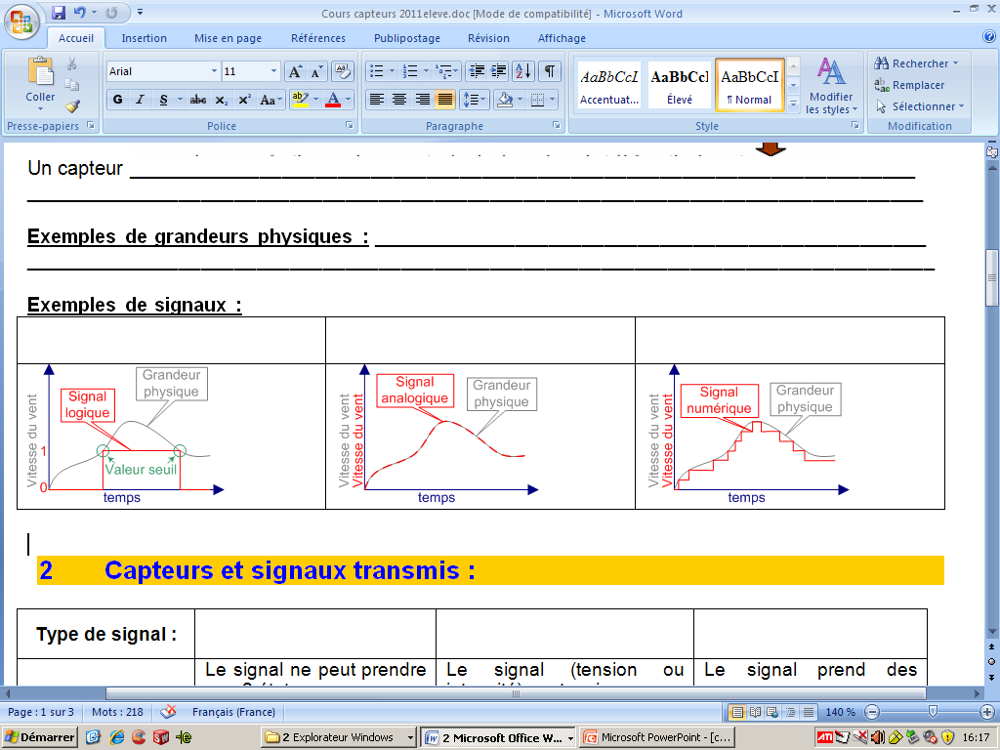 Cours capteurs 2011eleve.doc [Mode de compatibilité] - Microsoft Word
Accueil Insertion Mise en page Références Publipostage Révision Affichage
Coller
Presse-papiers
Arial 11
G I S abc x₂ x² Aa
ab A
Police
Paragraphe
AaBbCcI AaBbCcI AaBbCcI
Accentuat... Élevé ¶ Normal
Modifier
les styles
Style
Rechercher
Remplacer
Sélectionner
Modification
Un capteur
Exemples de grandeurs physiques :
Exemples de signaux :
Vitesse du vent
1
0
Signal
logique
Grandeur
physique
Valeur seuil
temps
Vitesse du vent
Vitesse du vent
Signal
analogique
Grandeur
physique
temps
Vitesse du vent
Vitesse du vent
Signal
numérique
Grandeur
physique
temps
2 Capteurs et signaux transmis :
Type de signal :
Le signal ne peut prendre
Le signal (tension ou
Le signal prend des
Page : 1 sur 3 Mots : 218 Français (France) 140 %
Démarrer 2 Explorateur Windows 2 Microsoft Office W... Microsoft PowerPoint - [c... ATI 16:17